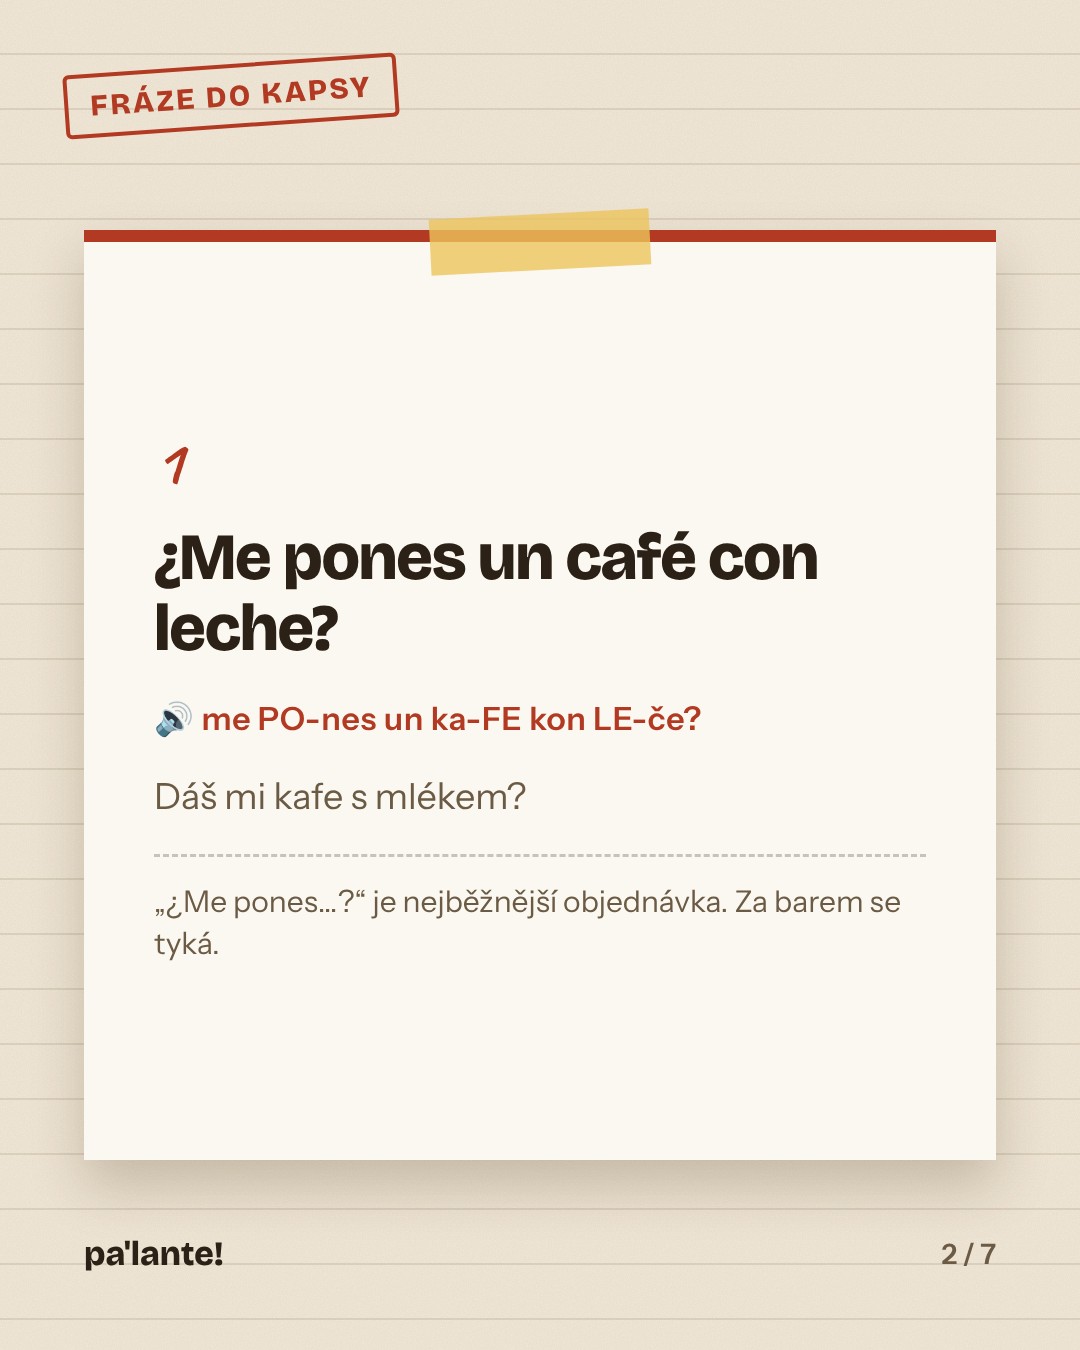 FRÁZE DO KAPSY
1
¿Me pones un café con
leche?
🔊 me PO-nes un ka-FE kon LE-če?
Dáš mi kafe s mlékem?
„¿Me pones…?“ je nejběžnější objednávka. Za barem se
tyká.
pa'lante!
2 / 7